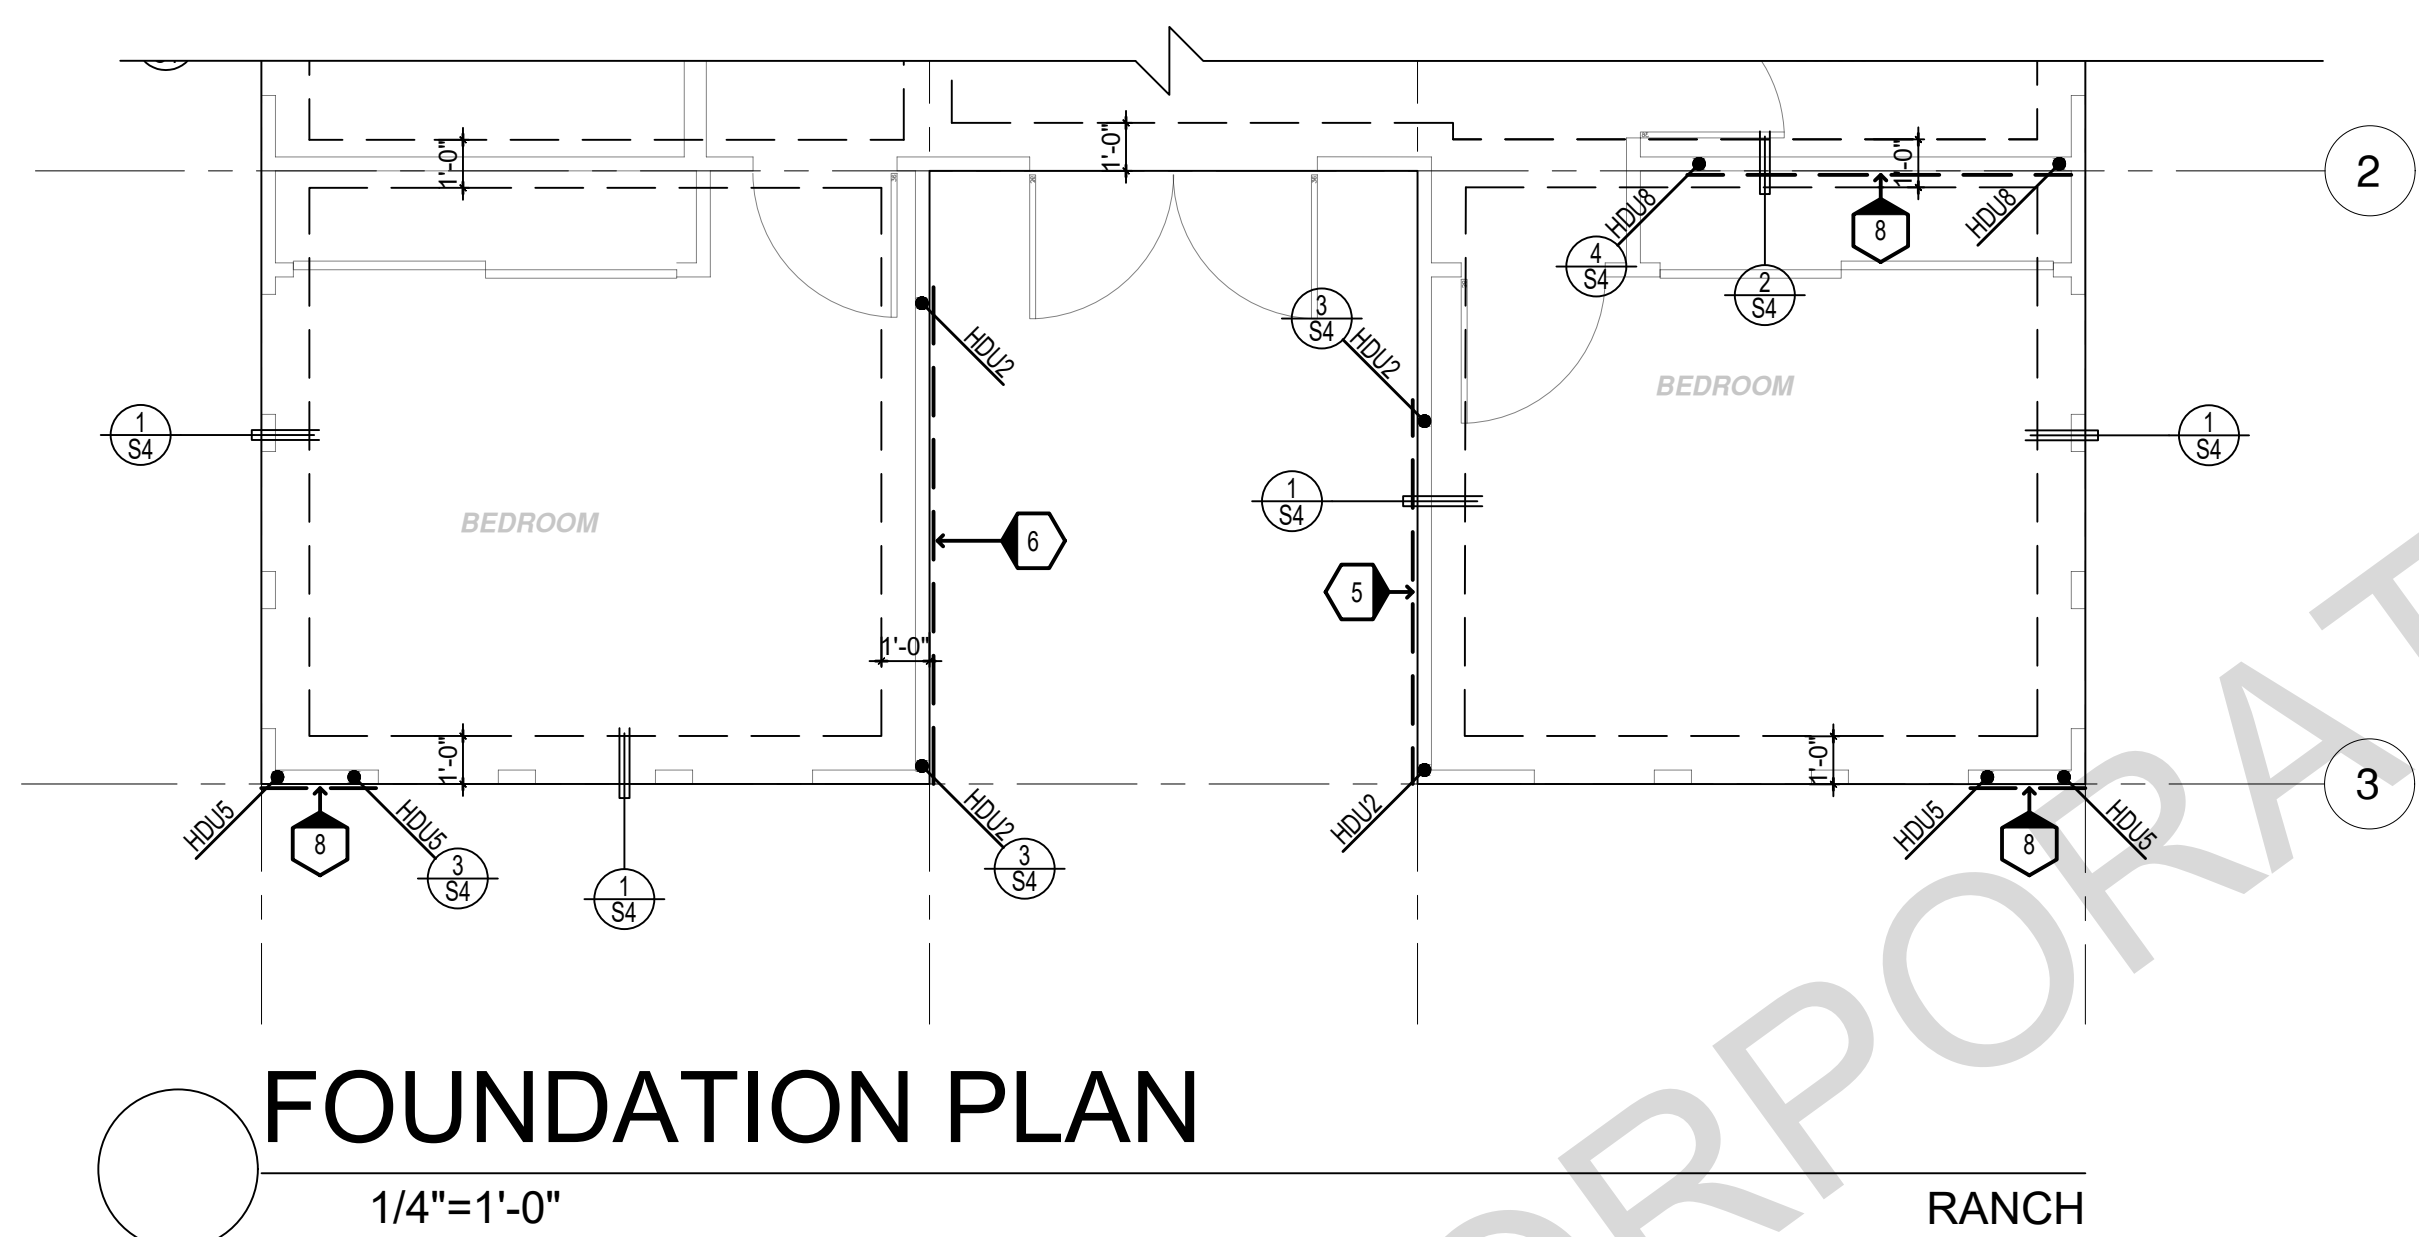 1'-0"
1'-0"
1'-0"
2
HDU8
HDU8
8
4
S4
2
S4
HDU2
3
S4
HDU2
BEDROOM
1
S4
1
S4
BEDROOM
1
S4
6
5
1'-0"
1'-0"
1'-0"
3
HDU5
8
HDU5
3
S4
1
S4
HDU2
3
S4
HDU2
HDU5
8
HDU5
FOUNDATION PLAN
1/4"=1'-0"
RANCH
ORPORAT